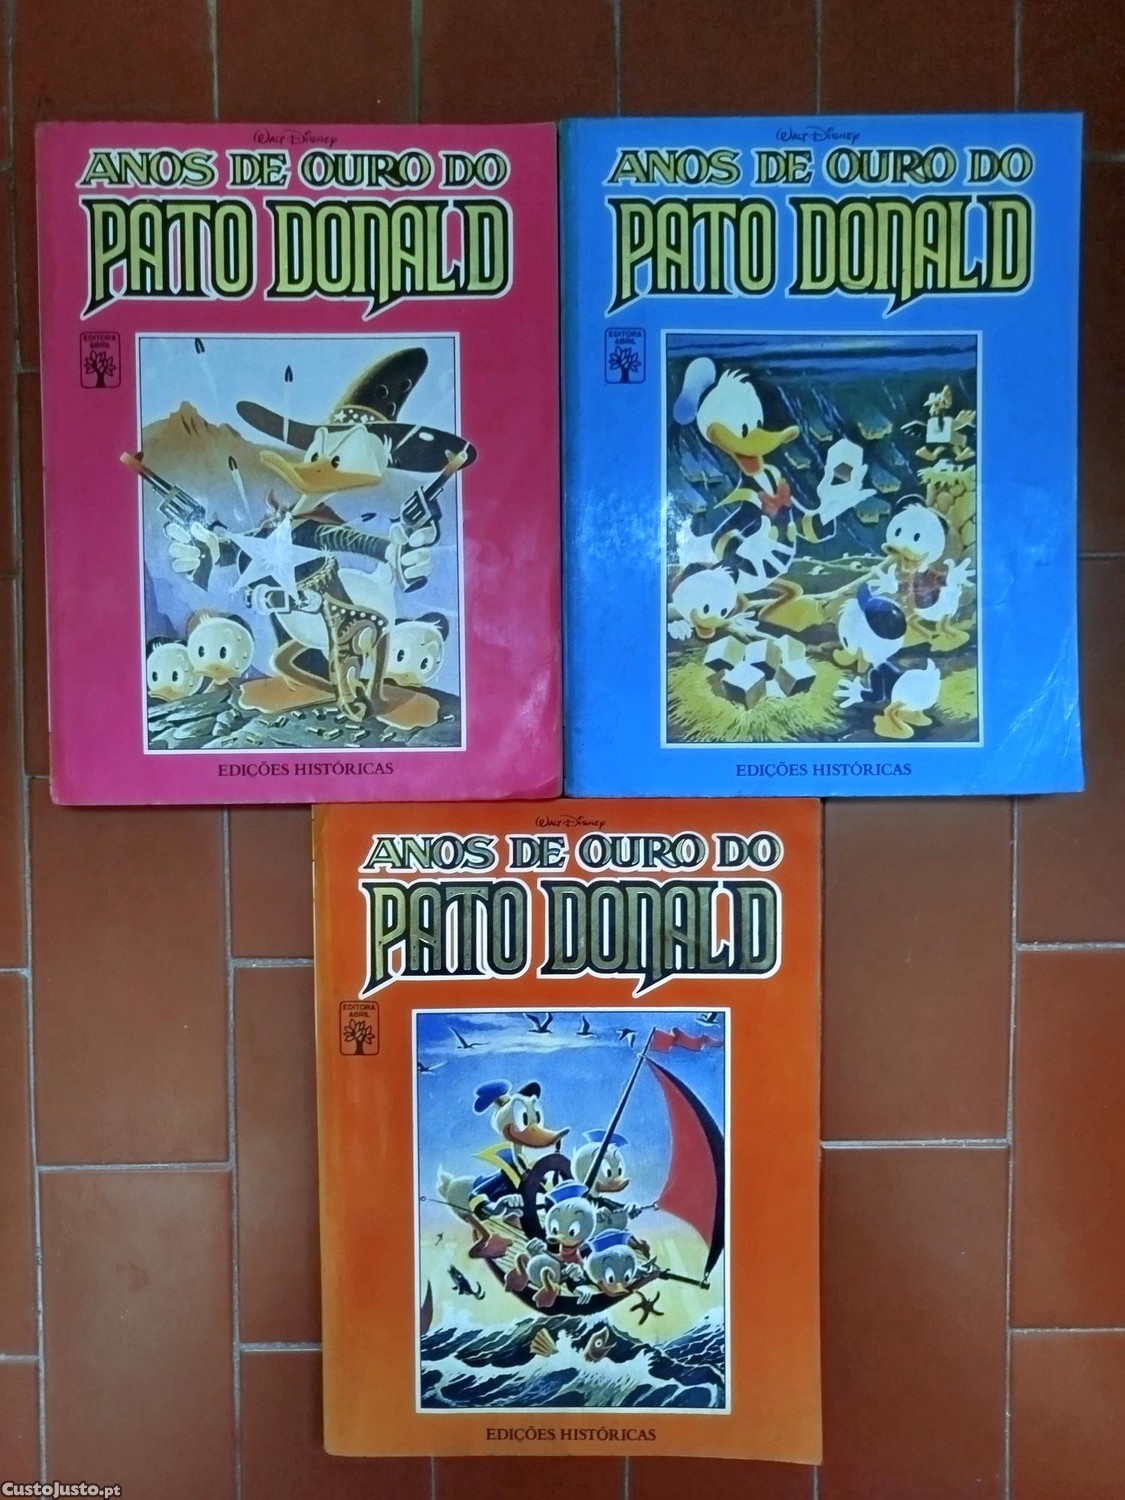 Walt Disney
ANOS DE OURO DO
PATO DONALD
EDITORA
ABRIL
EDIÇÕES HISTÓRICAS
Walt Disney
ANOS DE OURO DO
PATO DONALD
EDITORA
ABRIL
EDIÇÕES HISTÓRICAS
Walt Disney
ANOS DE OURO DO
PATO DONALD
EDITORA
ABRIL
EDIÇÕES HISTÓRICAS
CustoJusto.pt